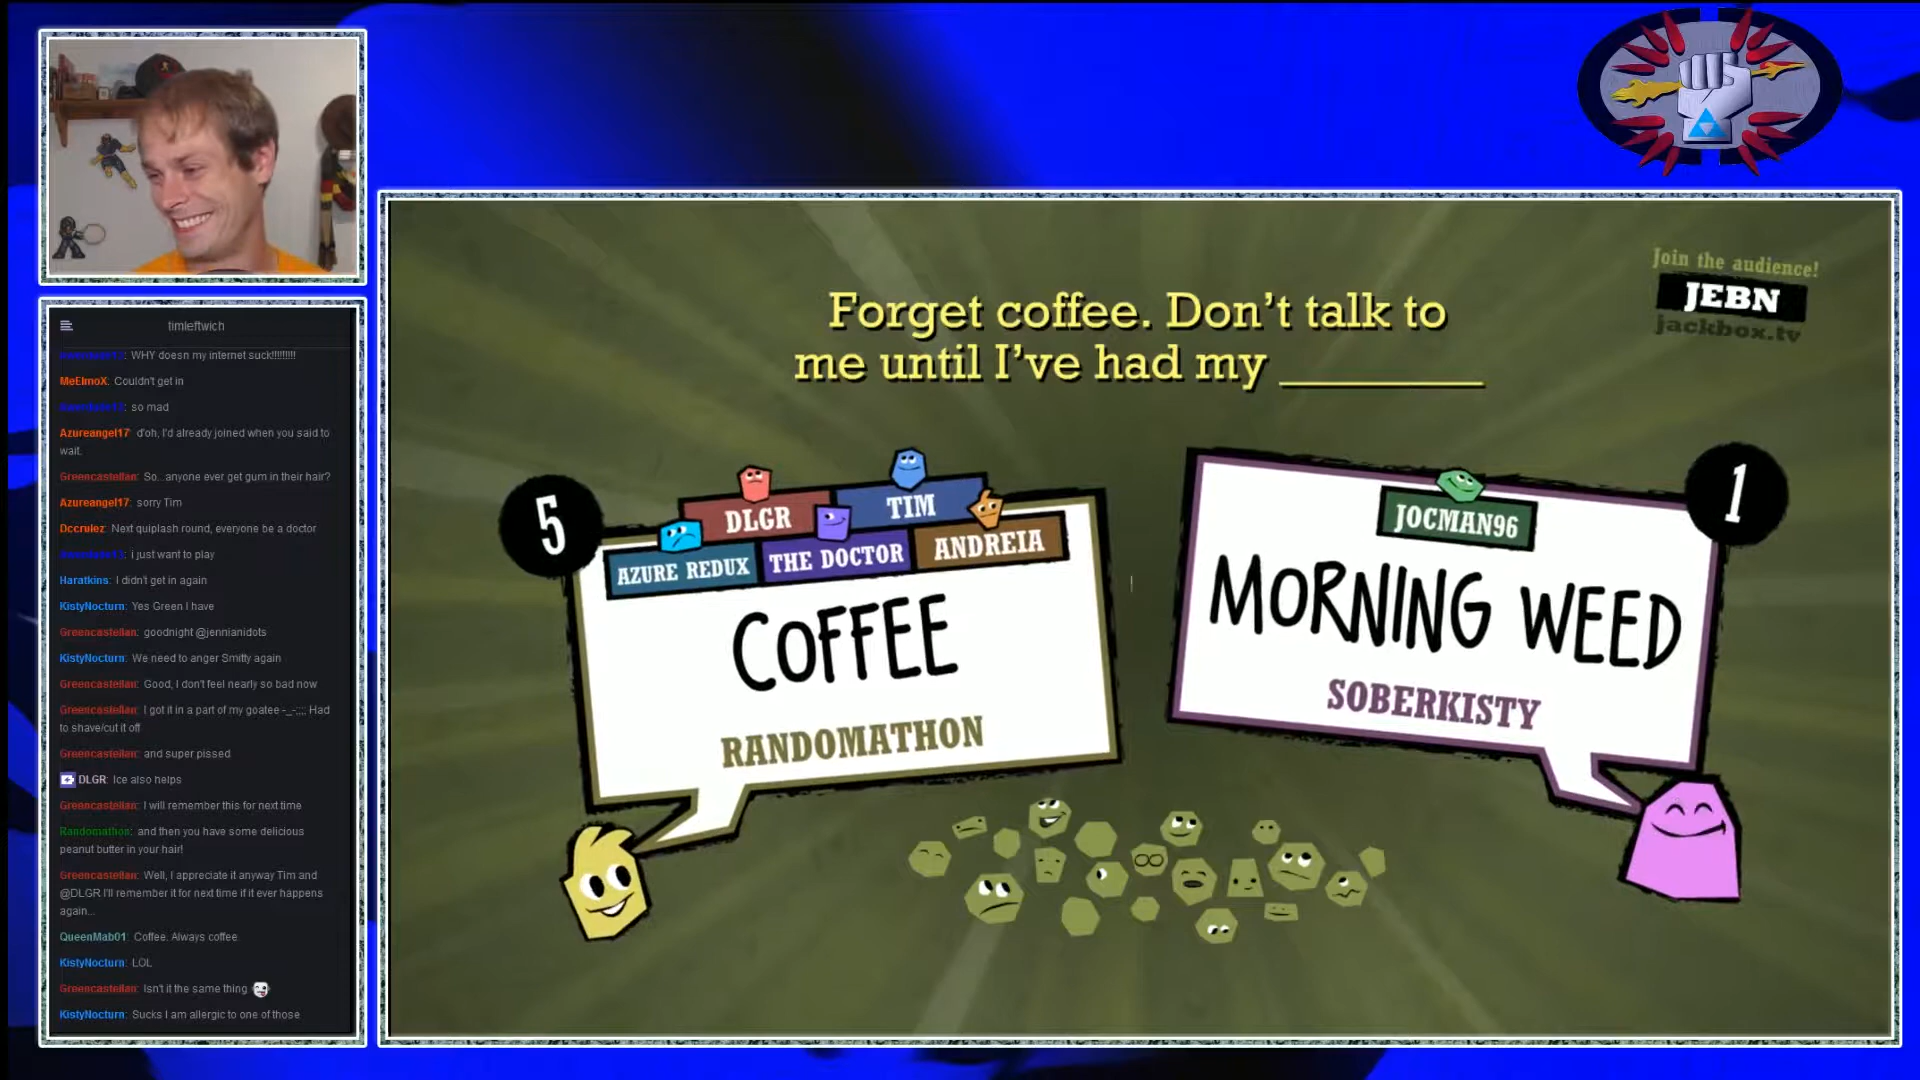 timleftwich
WHY doesn my internet suck!!!!!!!!!
MeElmoX: Couldn't get in
so mad
Azureangel17: d'oh, I'd already joined when you said to
wait.
Greencastellan: So...anyone ever get gum in their hair?
Azureangel17: sorry Tim
Dccrulez: Next quiplash round, everyone be a doctor
i just want to play
Haratkins: I didn't get in again
KistyNocturn: Yes Green I have
Greencastellan: goodnight @jennianidots
KistyNocturn: We need to anger Smitty again
Greencastellan: Good, I don't feel nearly so bad now
Greencastellan: I got it in a part of my goatee -_-;;;; Had
to shave/cut it off
Greencastellan: and super pissed
DLGR: Ice also helps
Greencastellan: I will remember this for next time
Randomathon: and then you have some delicious
peanut butter in your hair!
Greencastellan: Well, I appreciate it anyway Tim and
@DLGR I'll remember it for next time if it ever happens
again...
QueenMab01: Coffee. Always coffee
KistyNocturn: LOL
Greencastellan: Isn't it the same thing
KistyNocturn: Sucks I am allergic to one of those
Join the audience!
JEBN
jackbox.tv
Forget coffee. Don't talk to
me until I've had my ________
5
DLGR
TIM
AZURE REDUX
THE DOCTOR
ANDREIA
COFFEE
RANDOMATHON
1
JOCMAN96
MORNING WEED
SOBERKISTY